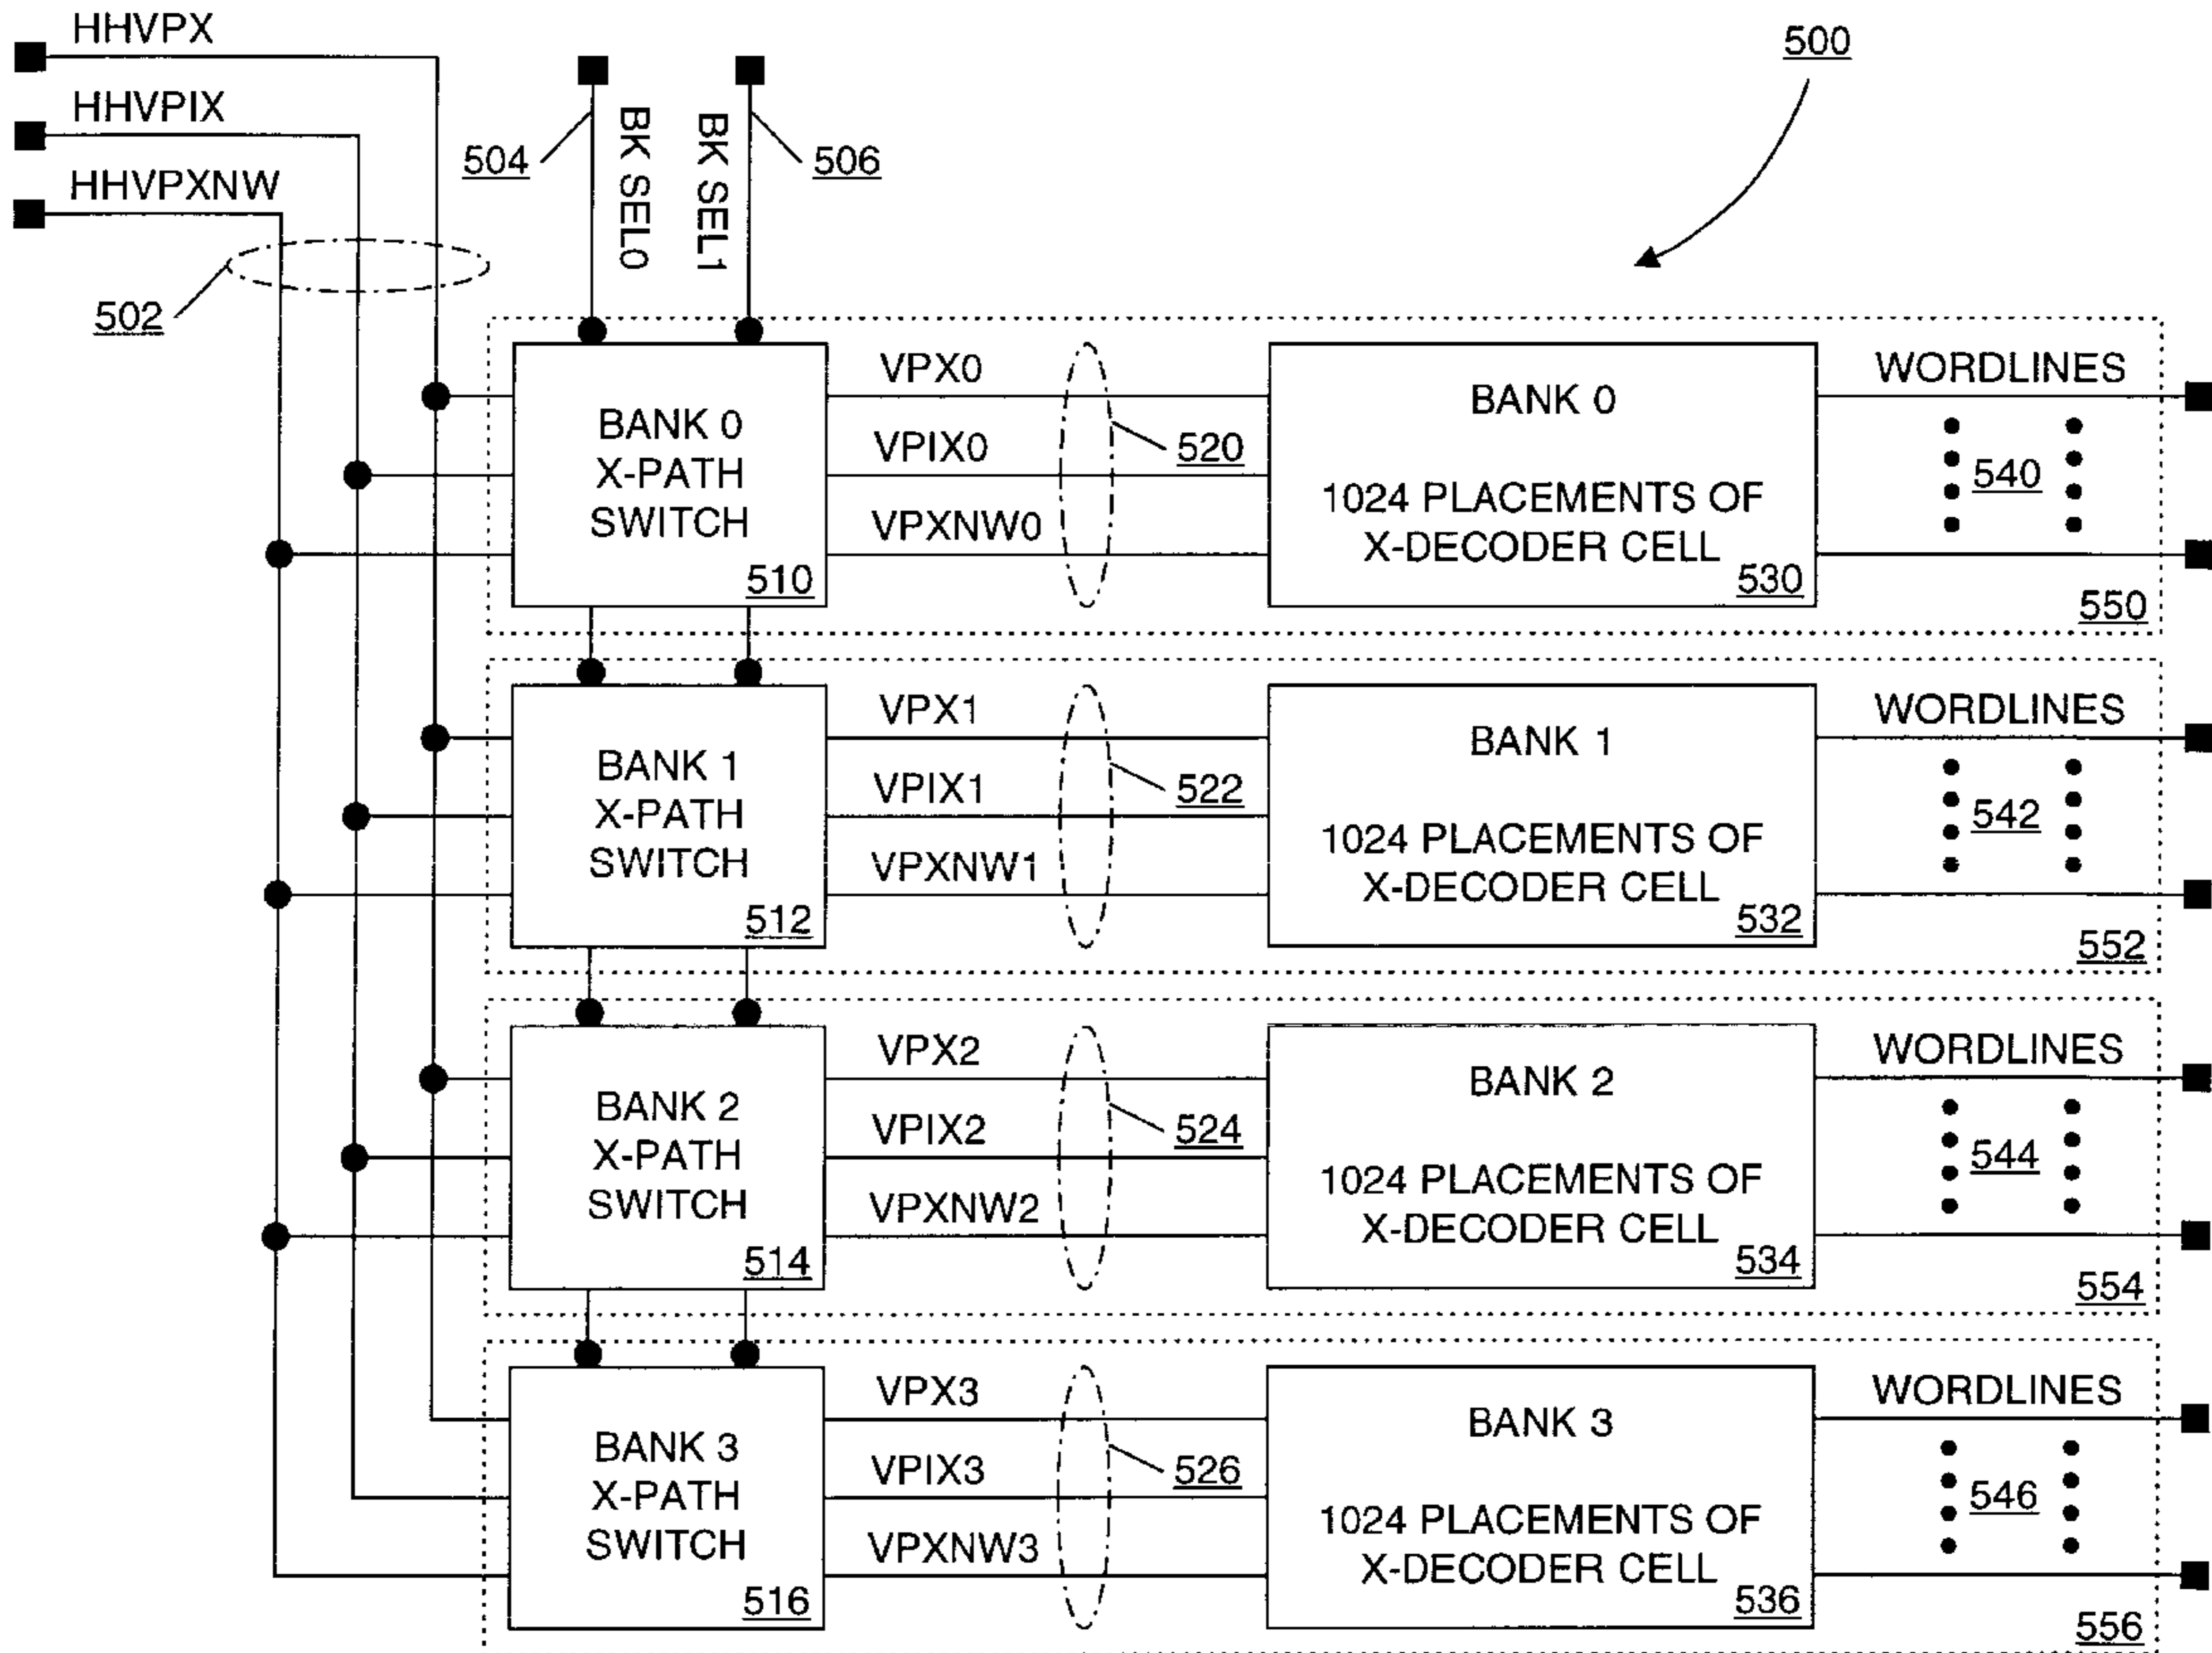 HHVPX
HHVPIX
HHVPXNW
502
504
BK SEL0
BK SEL1
506
500
BANK 0
X-PATH
SWITCH
510
VPX0
VPIX0
VPXNW0
520
BANK 0
1024 PLACEMENTS OF
X-DECODER CELL
530
WORDLINES
540
550
BANK 1
X-PATH
SWITCH
512
VPX1
VPIX1
VPXNW1
522
BANK 1
1024 PLACEMENTS OF
X-DECODER CELL
532
WORDLINES
542
552
BANK 2
X-PATH
SWITCH
514
VPX2
VPIX2
VPXNW2
524
BANK 2
1024 PLACEMENTS OF
X-DECODER CELL
534
WORDLINES
544
554
BANK 3
X-PATH
SWITCH
516
VPX3
VPIX3
VPXNW3
526
BANK 3
1024 PLACEMENTS OF
X-DECODER CELL
536
WORDLINES
546
556